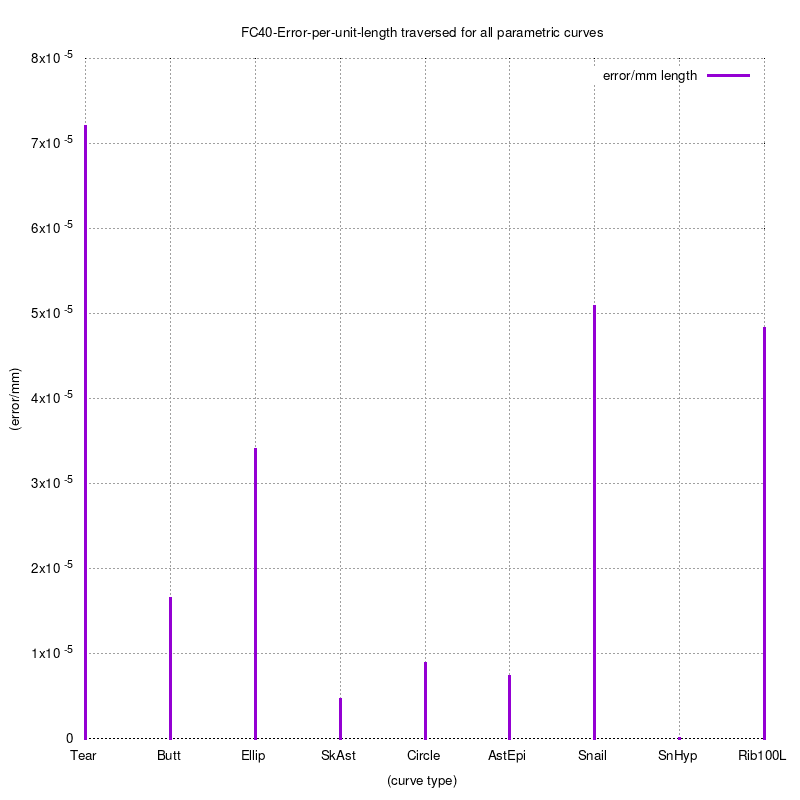 FC40-Error-per-unit-length traversed for all parametric curves
error/mm length
8x10 -5
7x10 -5
6x10 -5
5x10 -5
4x10 -5
3x10 -5
2x10 -5
1x10 -5
0
(error/mm)
Tear Butt Ellip SkAst Circle AstEpi Snail SnHyp Rib100L
(curve type)